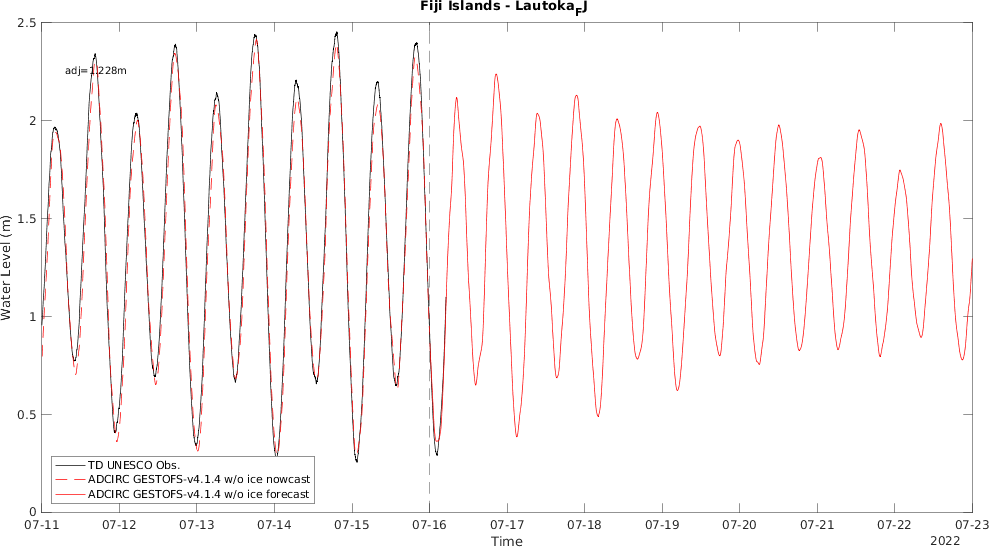 Fiji Islands - Lautoka_FJ
2.5
adj=1.228m
2
1.5
Water Level (m)
1
0.5
TD UNESCO Obs.
ADCIRC GESTOFS-v4.1.4 w/o ice nowcast
ADCIRC GESTOFS-v4.1.4 w/o ice forecast
0
07-11 07-12 07-13 07-14 07-15 07-16 07-17 07-18 07-19 07-20 07-21 07-22 07-23
Time
2022